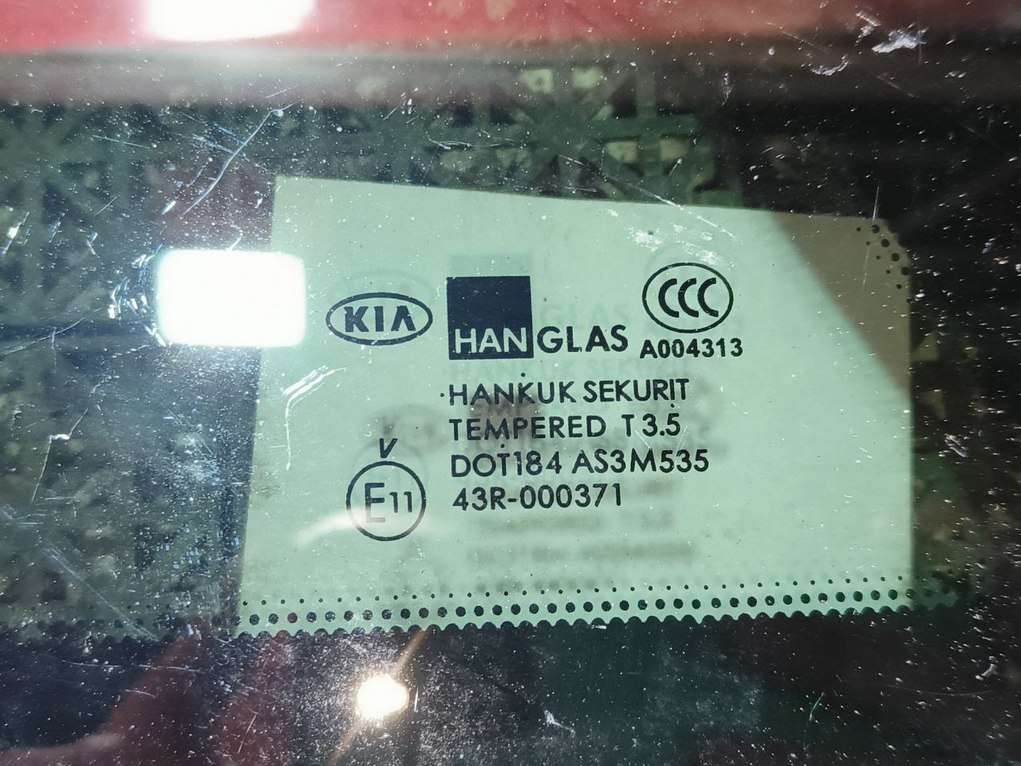 KIA
HANGLAS
CCC
A004313
HANKUK SEKURIT
TEMPERED T3.5
V
DOT184 AS3M535
E11
43R-000371